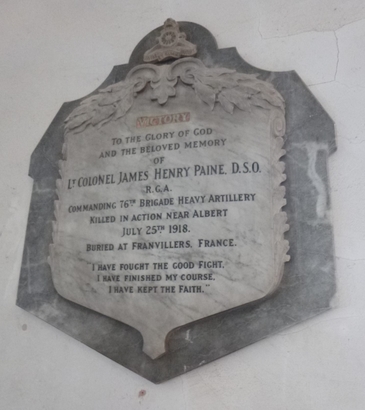 VICTORY
TO THE GLORY OF GOD
AND THE BELOVED MEMORY
OF
LT COLONEL JAMES HENRY PAINE, D.S.O.
R.G.A.
COMMANDING 76TH BRIGADE HEAVY ARTILLERY
KILLED IN ACTION NEAR ALBERT
JULY 25TH 1918.
BURIED AT FRANVILLERS, FRANCE.
"I HAVE FOUGHT THE GOOD FIGHT,
I HAVE FINISHED MY COURSE,
I HAVE KEPT THE FAITH."